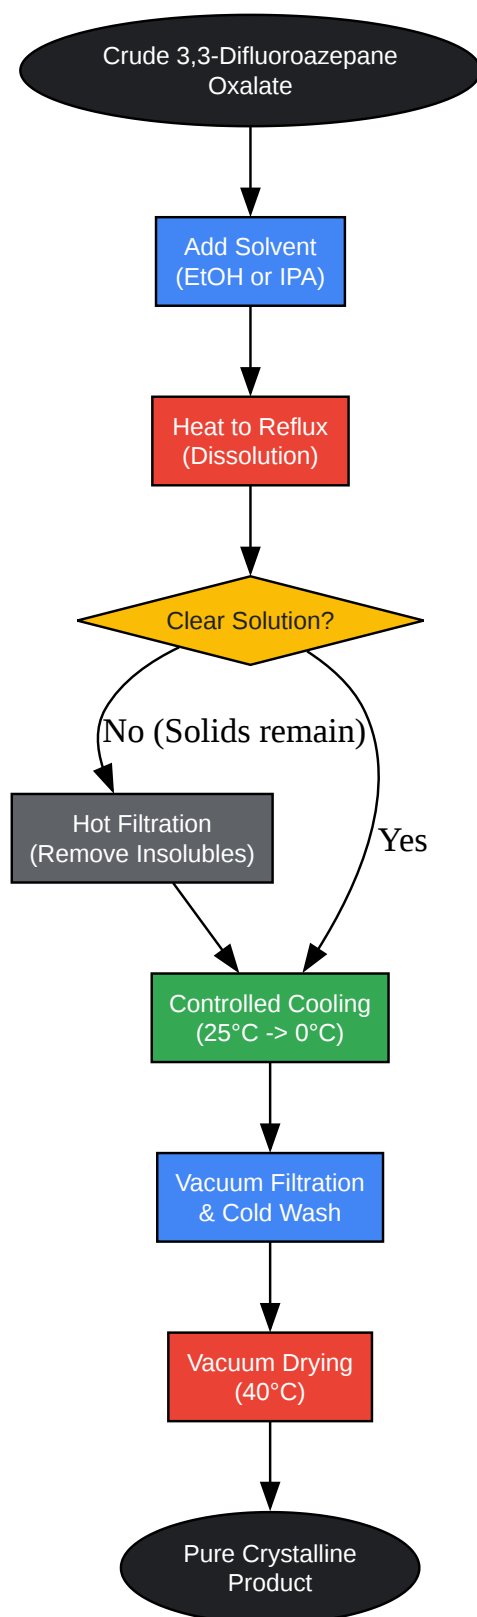 Crude 3,3-Difluoroazepane
Oxalate
Add Solvent
(EtOH or IPA)
Heat to Reflux
(Dissolution)
Clear Solution?
No (Solids remain)
Hot Filtration
(Remove Insolubles)
Yes
Controlled Cooling
(25°C -> 0°C)
Vacuum Filtration
& Cold Wash
Vacuum Drying
(40°C)
Pure Crystalline
Product